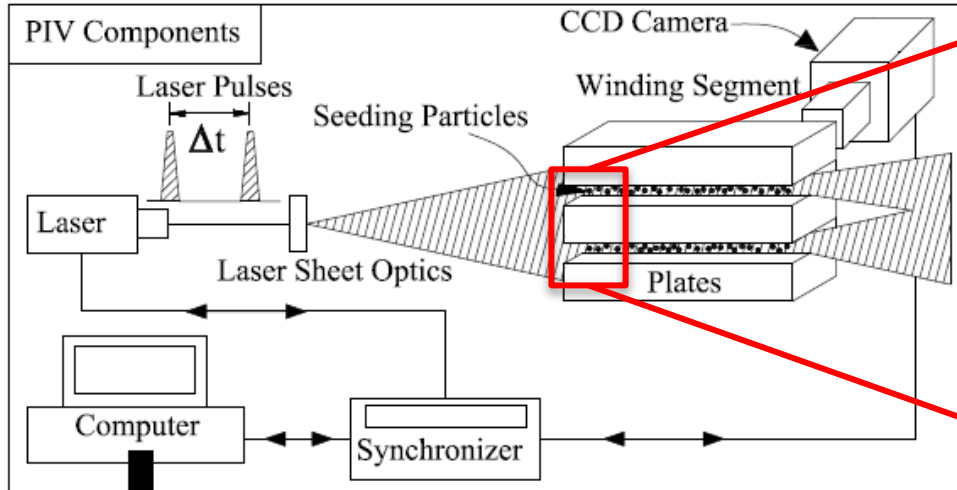 PIV Components
CCD Camera
Laser Pulses
Winding Segment
Δt
Seeding Particles
Laser
Laser Sheet Optics
Plates
Computer
Synchronizer